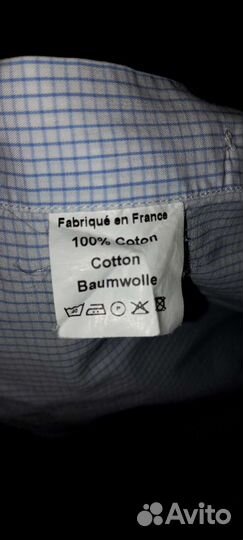 Fabriqué en France
100% Coton
Cotton
Baumwolle
Avito